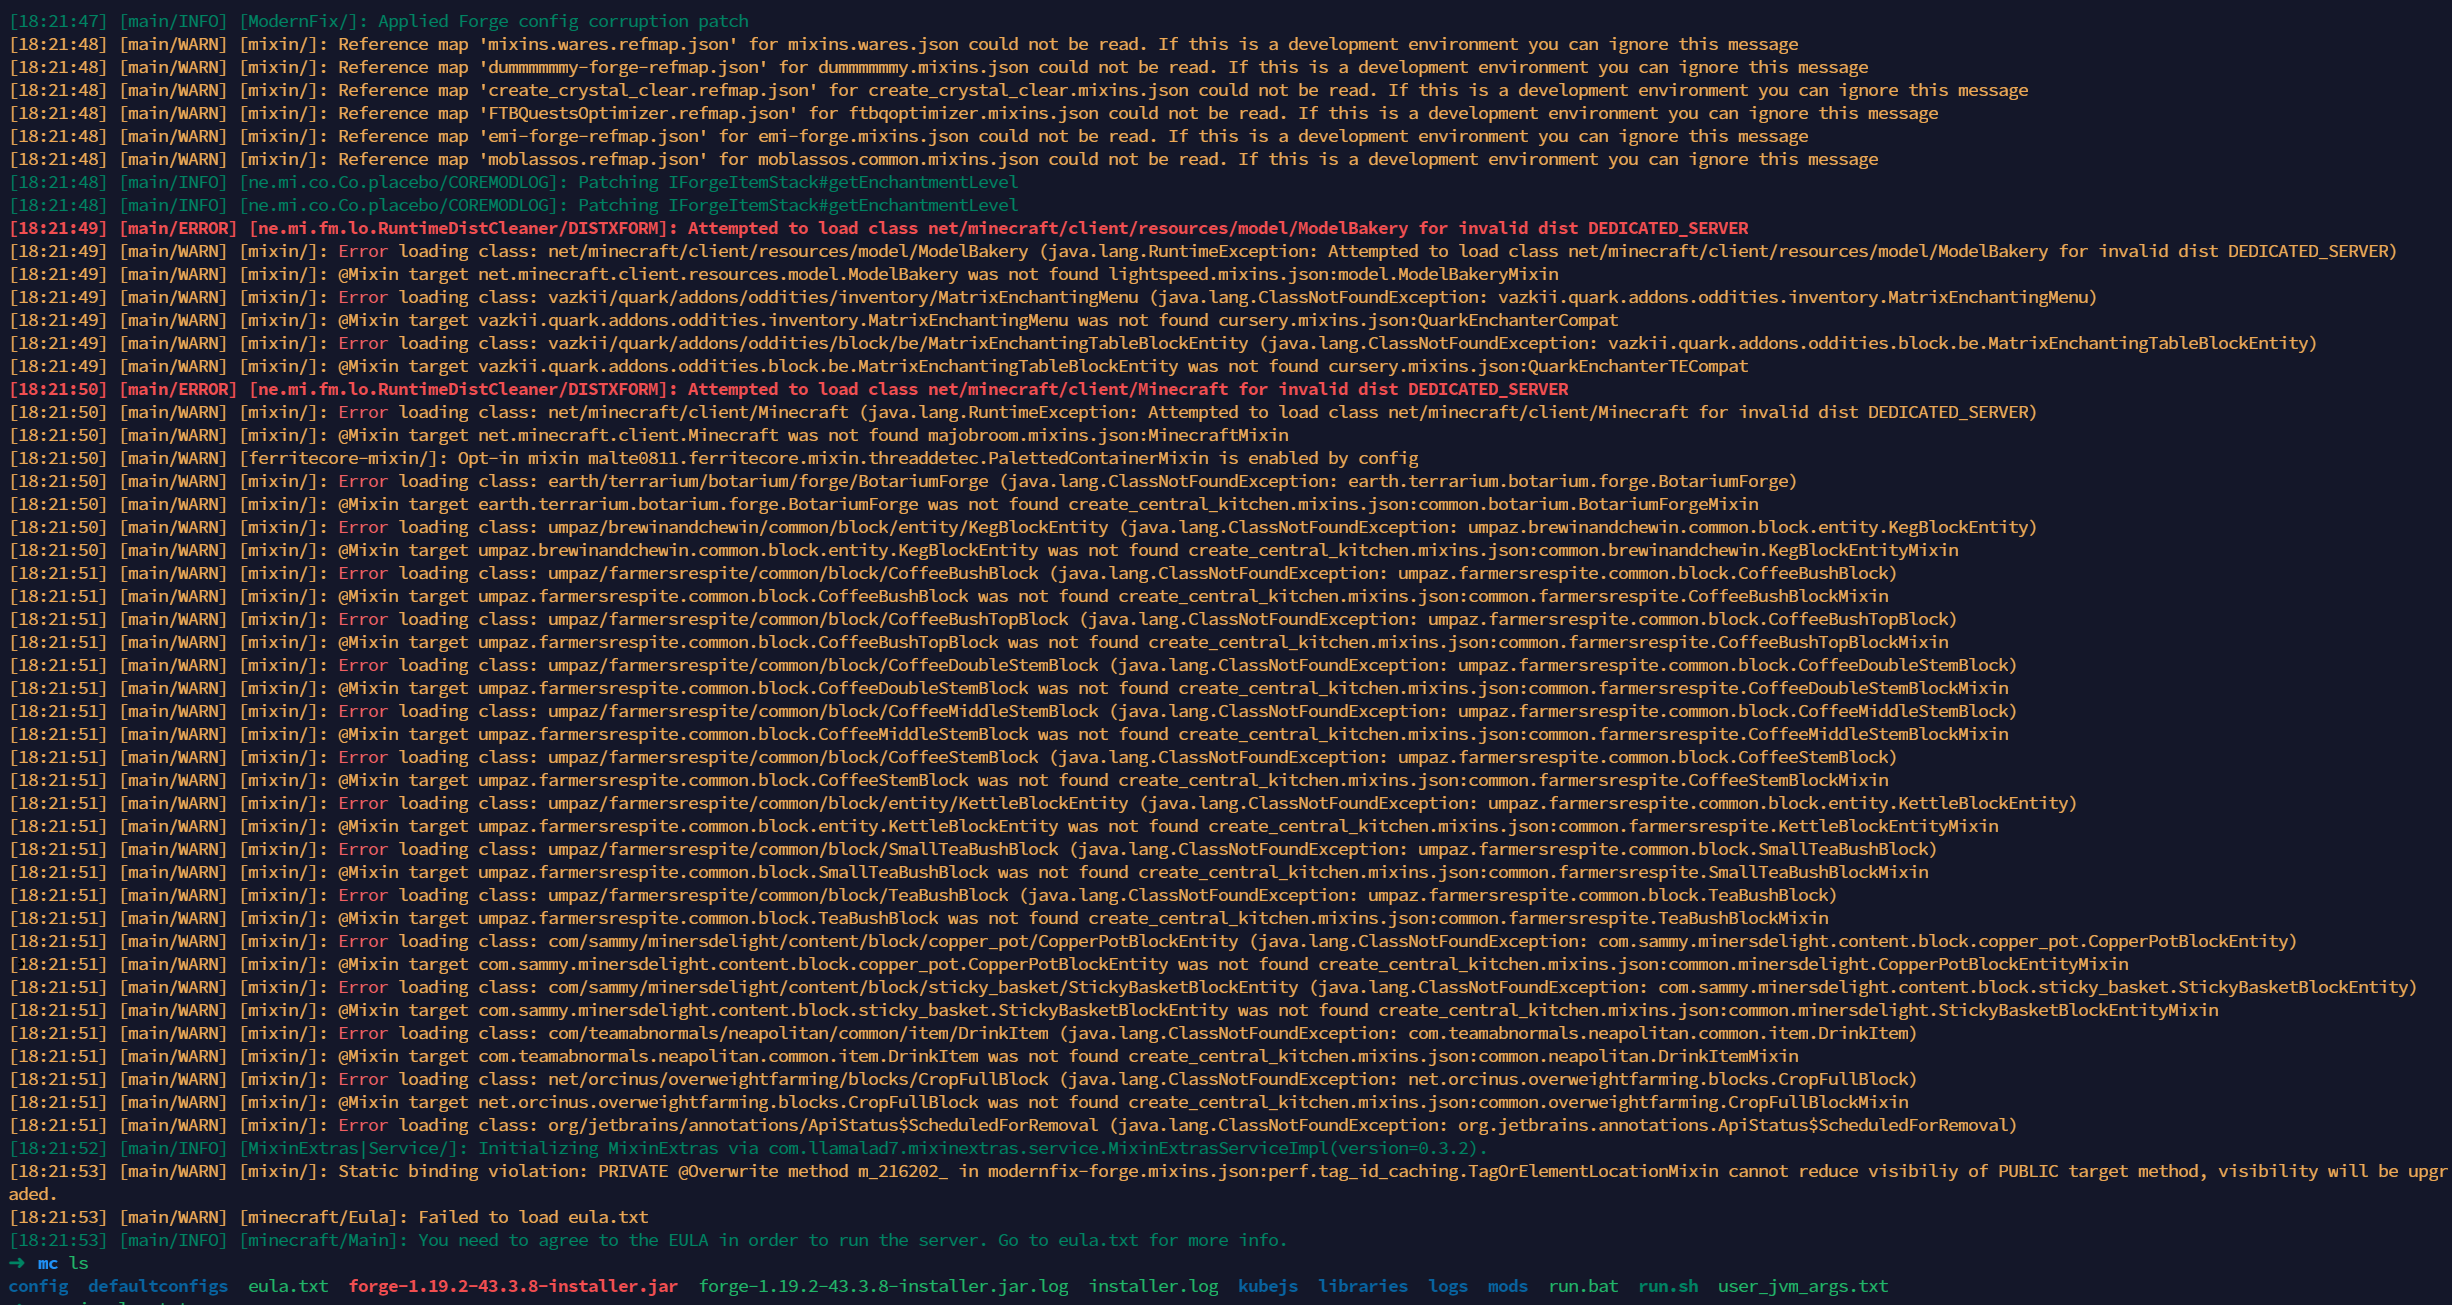 [18:21:47] [main/INFO] [ModernFix/]: Applied Forge config corruption patch
[18:21:48] [main/WARN] [mixin/]: Reference map 'mixins.wares.refmap.json' for mixins.wares.json could not be read. If this is a development environment you can ignore this message
[18:21:48] [main/WARN] [mixin/]: Reference map 'dummmmmmy-forge-refmap.json' for dummmmmmy.mixins.json could not be read. If this is a development environment you can ignore this message
[18:21:48] [main/WARN] [mixin/]: Reference map 'create_crystal_clear.refmap.json' for create_crystal_clear.mixins.json could not be read. If this is a development environment you can ignore this message
[18:21:48] [main/WARN] [mixin/]: Reference map 'FTBQuestsOptimizer.refmap.json' for ftbqoptimizer.mixins.json could not be read. If this is a development environment you can ignore this message
[18:21:48] [main/WARN] [mixin/]: Reference map 'emi-forge-refmap.json' for emi-forge.mixins.json could not be read. If this is a development environment you can ignore this message
[18:21:48] [main/WARN] [mixin/]: Reference map 'moblassos.refmap.json' for moblassos.common.mixins.json could not be read. If this is a development environment you can ignore this message
[18:21:48] [main/INFO] [ne.mi.co.Co.placebo/COREMODLOG]: Patching IForgeItemStack#getEnchantmentLevel
[18:21:48] [main/INFO] [ne.mi.co.Co.placebo/COREMODLOG]: Patching IForgeItemStack#getEnchantmentLevel
[18:21:49] [main/ERROR] [ne.mi.fm.lo.RuntimeDistCleaner/DISTXFORM]: Attempted to load class net/minecraft/client/resources/model/ModelBakery for invalid dist DEDICATED_SERVER
[18:21:49] [main/WARN] [mixin/]: Error loading class: net/minecraft/client/resources/model/ModelBakery (java.lang.RuntimeException: Attempted to load class net/minecraft/client/resources/model/ModelBakery for invalid dist DEDICATED_SERVER)
[18:21:49] [main/WARN] [mixin/]: @Mixin target net.minecraft.client.resources.model.ModelBakery was not found lightspeed.mixins.json:model.ModelBakeryMixin
[18:21:49] [main/WARN] [mixin/]: Error loading class: vazkii/quark/addons/oddities/inventory/MatrixEnchantingMenu (java.lang.ClassNotFoundException: vazkii.quark.addons.oddities.inventory.MatrixEnchantingMenu)
[18:21:49] [main/WARN] [mixin/]: @Mixin target vazkii.quark.addons.oddities.inventory.MatrixEnchantingMenu was not found cursery.mixins.json:QuarkEnchanterCompat
[18:21:49] [main/WARN] [mixin/]: Error loading class: vazkii/quark/addons/oddities/block/be/MatrixEnchantingTableBlockEntity (java.lang.ClassNotFoundException: vazkii.quark.addons.oddities.block.be.MatrixEnchantingTableBlockEntity)
[18:21:49] [main/WARN] [mixin/]: @Mixin target vazkii.quark.addons.oddities.block.be.MatrixEnchantingTableBlockEntity was not found cursery.mixins.json:QuarkEnchanterTECompat
[18:21:50] [main/ERROR] [ne.mi.fm.lo.RuntimeDistCleaner/DISTXFORM]: Attempted to load class net/minecraft/client/Minecraft for invalid dist DEDICATED_SERVER
[18:21:50] [main/WARN] [mixin/]: Error loading class: net/minecraft/client/Minecraft (java.lang.RuntimeException: Attempted to load class net/minecraft/client/Minecraft for invalid dist DEDICATED_SERVER)
[18:21:50] [main/WARN] [mixin/]: @Mixin target net.minecraft.client.Minecraft was not found majobroom.mixins.json:MinecraftMixin
[18:21:50] [main/WARN] [ferritecore-mixin/]: Opt-in mixin malte0811.ferritecore.mixin.threaddetec.PalettedContainerMixin is enabled by config
[18:21:50] [main/WARN] [mixin/]: Error loading class: earth/terrarium/botarium/forge/BotariumForge (java.lang.ClassNotFoundException: earth.terrarium.botarium.forge.BotariumForge)
[18:21:50] [main/WARN] [mixin/]: @Mixin target earth.terrarium.botarium.forge.BotariumForge was not found create_central_kitchen.mixins.json:common.botarium.BotariumForgeMixin
[18:21:50] [main/WARN] [mixin/]: Error loading class: umpaz/brewinandchewin/common/block/entity/KegBlockEntity (java.lang.ClassNotFoundException: umpaz.brewinandchewin.common.block.entity.KegBlockEntity)
[18:21:50] [main/WARN] [mixin/]: @Mixin target umpaz.brewinandchewin.common.block.entity.KegBlockEntity was not found create_central_kitchen.mixins.json:common.brewinandchewin.KegBlockEntityMixin
[18:21:51] [main/WARN] [mixin/]: Error loading class: umpaz/farmersrespite/common/block/CoffeeBushBlock (java.lang.ClassNotFoundException: umpaz.farmersrespite.common.block.CoffeeBushBlock)
[18:21:51] [main/WARN] [mixin/]: @Mixin target umpaz.farmersrespite.common.block.CoffeeBushBlock was not found create_central_kitchen.mixins.json:common.farmersrespite.CoffeeBushBlockMixin
[18:21:51] [main/WARN] [mixin/]: Error loading class: umpaz/farmersrespite/common/block/CoffeeBushTopBlock (java.lang.ClassNotFoundException: umpaz.farmersrespite.common.block.CoffeeBushTopBlock)
[18:21:51] [main/WARN] [mixin/]: @Mixin target umpaz.farmersrespite.common.block.CoffeeBushTopBlock was not found create_central_kitchen.mixins.json:common.farmersrespite.CoffeeBushTopBlockMixin
[18:21:51] [main/WARN] [mixin/]: Error loading class: umpaz/farmersrespite/common/block/CoffeeDoubleStemBlock (java.lang.ClassNotFoundException: umpaz.farmersrespite.common.block.CoffeeDoubleStemBlock)
[18:21:51] [main/WARN] [mixin/]: @Mixin target umpaz.farmersrespite.common.block.CoffeeDoubleStemBlock was not found create_central_kitchen.mixins.json:common.farmersrespite.CoffeeDoubleStemBlockMixin
[18:21:51] [main/WARN] [mixin/]: Error loading class: umpaz/farmersrespite/common/block/CoffeeMiddleStemBlock (java.lang.ClassNotFoundException: umpaz.farmersrespite.common.block.CoffeeMiddleStemBlock)
[18:21:51] [main/WARN] [mixin/]: @Mixin target umpaz.farmersrespite.common.block.CoffeeMiddleStemBlock was not found create_central_kitchen.mixins.json:common.farmersrespite.CoffeeMiddleStemBlockMixin
[18:21:51] [main/WARN] [mixin/]: Error loading class: umpaz/farmersrespite/common/block/CoffeeStemBlock (java.lang.ClassNotFoundException: umpaz.farmersrespite.common.block.CoffeeStemBlock)
[18:21:51] [main/WARN] [mixin/]: @Mixin target umpaz.farmersrespite.common.block.CoffeeStemBlock was not found create_central_kitchen.mixins.json:common.farmersrespite.CoffeeStemBlockMixin
[18:21:51] [main/WARN] [mixin/]: Error loading class: umpaz/farmersrespite/common/block/entity/KettleBlockEntity (java.lang.ClassNotFoundException: umpaz.farmersrespite.common.block.entity.KettleBlockEntity)
[18:21:51] [main/WARN] [mixin/]: @Mixin target umpaz.farmersrespite.common.block.entity.KettleBlockEntity was not found create_central_kitchen.mixins.json:common.farmersrespite.KettleBlockEntityMixin
[18:21:51] [main/WARN] [mixin/]: Error loading class: umpaz/farmersrespite/common/block/SmallTeaBushBlock (java.lang.ClassNotFoundException: umpaz.farmersrespite.common.block.SmallTeaBushBlock)
[18:21:51] [main/WARN] [mixin/]: @Mixin target umpaz.farmersrespite.common.block.SmallTeaBushBlock was not found create_central_kitchen.mixins.json:common.farmersrespite.SmallTeaBushBlockMixin
[18:21:51] [main/WARN] [mixin/]: Error loading class: umpaz/farmersrespite/common/block/TeaBushBlock (java.lang.ClassNotFoundException: umpaz.farmersrespite.common.block.TeaBushBlock)
[18:21:51] [main/WARN] [mixin/]: @Mixin target umpaz.farmersrespite.common.block.TeaBushBlock was not found create_central_kitchen.mixins.json:common.farmersrespite.TeaBushBlockMixin
[18:21:51] [main/WARN] [mixin/]: Error loading class: com/sammy/minersdelight/content/block/copper_pot/CopperPotBlockEntity (java.lang.ClassNotFoundException: com.sammy.minersdelight.content.block.copper_pot.CopperPotBlockEntity)
[18:21:51] [main/WARN] [mixin/]: @Mixin target com.sammy.minersdelight.content.block.copper_pot.CopperPotBlockEntity was not found create_central_kitchen.mixins.json:common.minersdelight.CopperPotBlockEntityMixin
[18:21:51] [main/WARN] [mixin/]: Error loading class: com/sammy/minersdelight/content/block/sticky_basket/StickyBasketBlockEntity (java.lang.ClassNotFoundException: com.sammy.minersdelight.content.block.sticky_basket.StickyBasketBlockEntity)
[18:21:51] [main/WARN] [mixin/]: @Mixin target com.sammy.minersdelight.content.block.sticky_basket.StickyBasketBlockEntity was not found create_central_kitchen.mixins.json:common.minersdelight.StickyBasketBlockEntityMixin
[18:21:51] [main/WARN] [mixin/]: Error loading class: com/teamabnormals/neapolitan/common/item/DrinkItem (java.lang.ClassNotFoundException: com.teamabnormals.neapolitan.common.item.DrinkItem)
[18:21:51] [main/WARN] [mixin/]: @Mixin target com.teamabnormals.neapolitan.common.item.DrinkItem was not found create_central_kitchen.mixins.json:common.neapolitan.DrinkItemMixin
[18:21:51] [main/WARN] [mixin/]: Error loading class: net/orcinus/overweightfarming/blocks/CropFullBlock (java.lang.ClassNotFoundException: net.orcinus.overweightfarming.blocks.CropFullBlock)
[18:21:51] [main/WARN] [mixin/]: @Mixin target net.orcinus.overweightfarming.blocks.CropFullBlock was not found create_central_kitchen.mixins.json:common.overweightfarming.CropFullBlockMixin
[18:21:51] [main/WARN] [mixin/]: Error loading class: org/jetbrains/annotations/ApiStatus$ScheduledForRemoval (java.lang.ClassNotFoundException: org.jetbrains.annotations.ApiStatus$ScheduledForRemoval)
[18:21:52] [main/INFO] [MixinExtras|Service/]: Initializing MixinExtras via com.llamalad7.mixinextras.service.MixinExtrasServiceImpl(version=0.3.2).
[18:21:53] [main/WARN] [mixin/]: Static binding violation: PRIVATE @Overwrite method m_216202_ in modernfix-forge.mixins.json:perf.tag_id_caching.TagOrElementLocationMixin cannot reduce visibiliy of PUBLIC target method, visibility will be upgr
aded.
[18:21:53] [main/WARN] [minecraft/Eula]: Failed to load eula.txt
[18:21:53] [main/INFO] [minecraft/Main]: You need to agree to the EULA in order to run the server. Go to eula.txt for more info.
➜ mc ls
config defaultconfigs eula.txt forge-1.19.2-43.3.8-installer.jar forge-1.19.2-43.3.8-installer.jar.log installer.log kubejs libraries logs mods run.bat run.sh user_jvm_args.txt